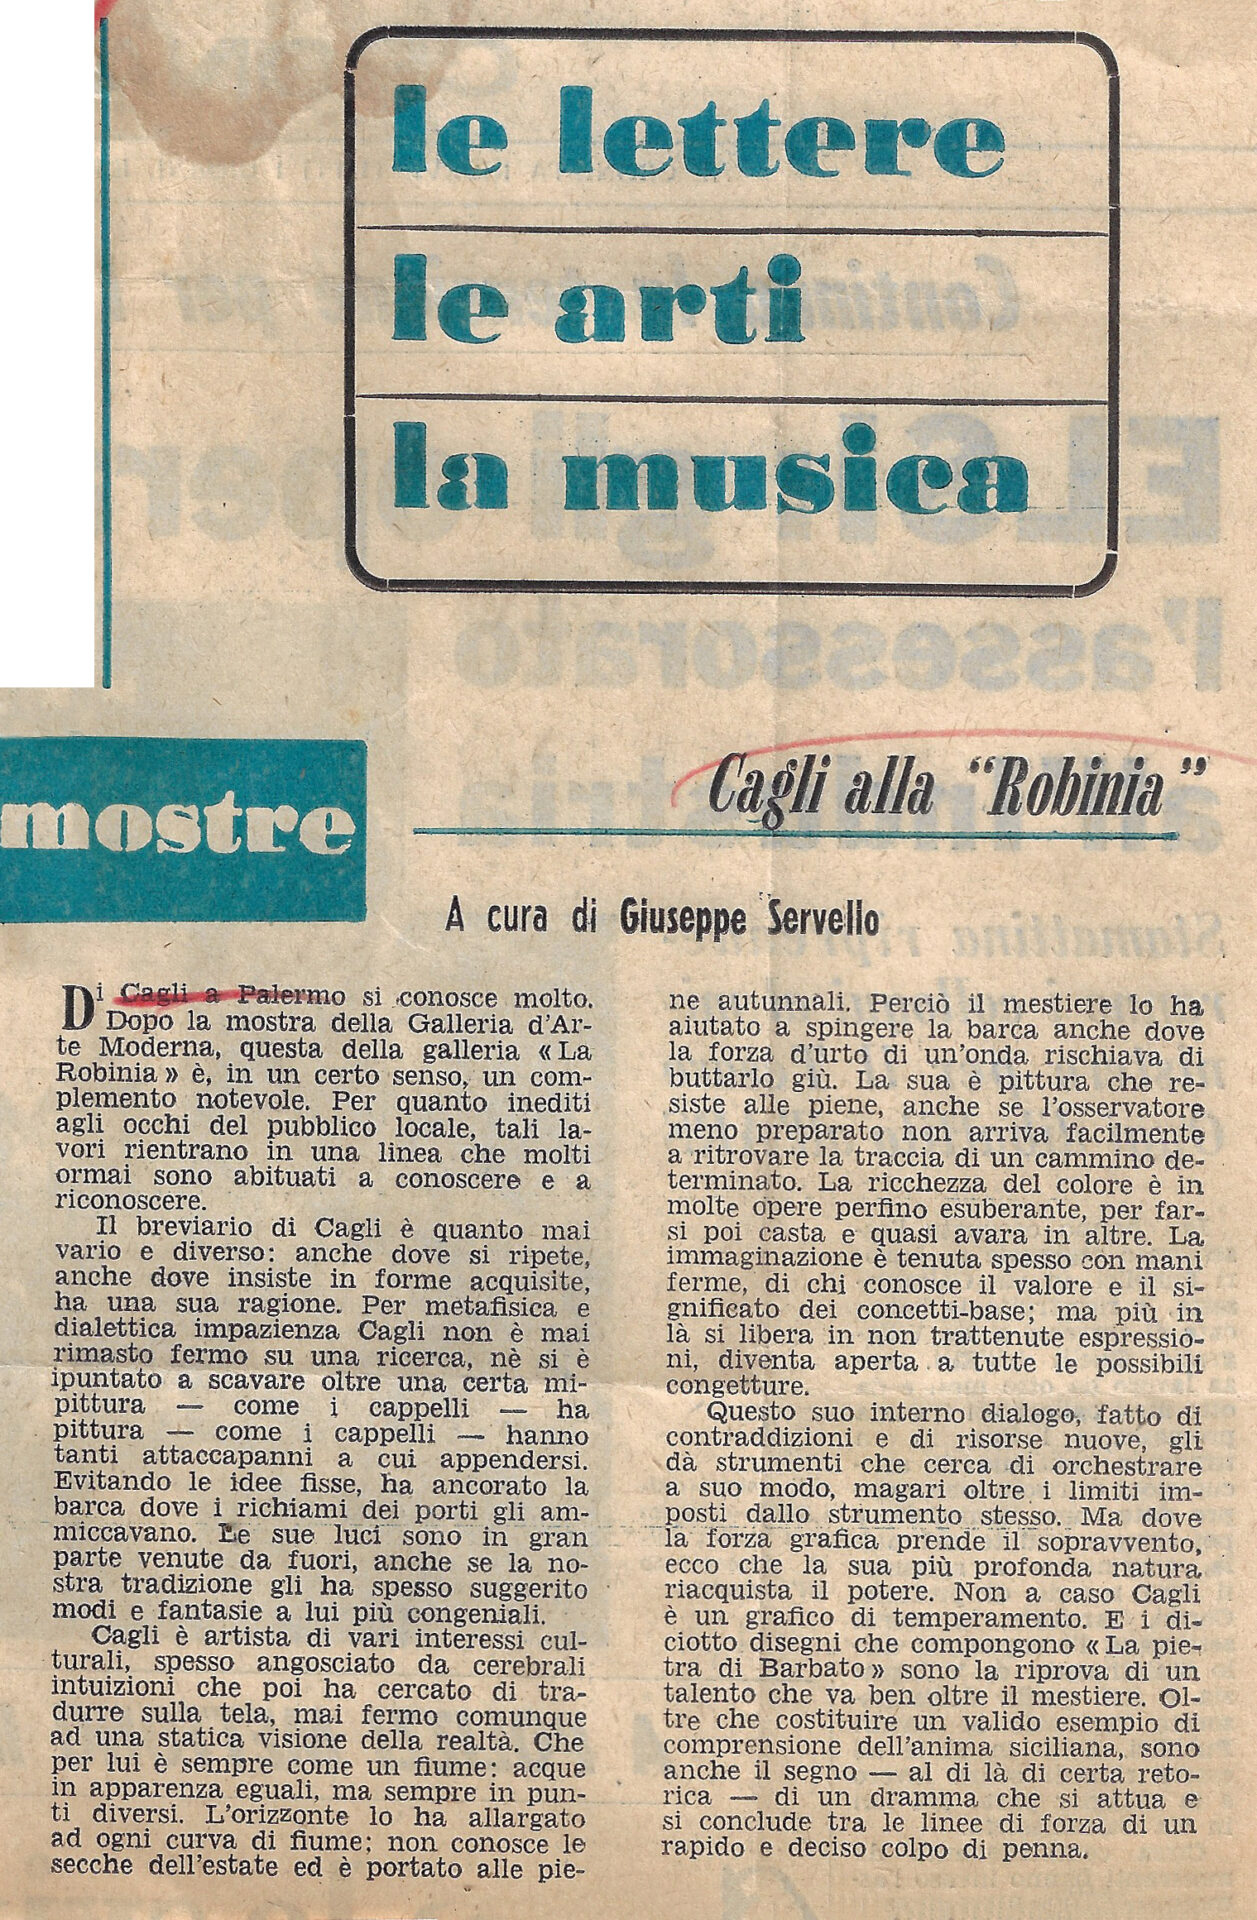 le lettere
le arti
la musica
mostre
Cagli alla “Robinia”
A cura di Giuseppe Servello
Di Cagli a Palermo si conosce molto.
Dopo la mostra della Galleria d'Ar-
te Moderna, questa della galleria «La
Robinia» è, in un certo senso, un com-
plemento notevole. Per quanto inediti
agli occhi del pubblico locale, tali la-
vori rientrano in una linea che molti
ormai sono abituati a conoscere e a
riconoscere.
Il breviario di Cagli è quanto mai
vario e diverso: anche dove si ripete,
anche dove insiste in forme acquisite,
ha una sua ragione. Per metafisica e
dialettica impazienza Cagli non è mai
rimasto fermo su una ricerca, nè si è
ipuntato a scavare oltre una certa mi-
pittura — come i cappelli — ha
pittura — come i cappelli — hanno
tanti attaccapanni a cui appendersi.
Evitando le idee fisse, ha ancorato la
barca dove i richiami dei porti gli am-
miccavano. Le sue luci sono in gran
parte venute da fuori, anche se la no-
stra tradizione gli ha spesso suggerito
modi e fantasie a lui più congeniali.
Cagli è artista di vari interessi cul-
turali, spesso angosciato da cerebrali
intuizioni che poi ha cercato di tra-
durre sulla tela, mai fermo comunque
ad una statica visione della realtà. Che
per lui è sempre come un fiume: acque
in apparenza eguali, ma sempre in pun-
ti diversi. L'orizzonte lo ha allargato
ad ogni curva di fiume; non conosce le
secche dell'estate ed è portato alle pie-
ne autunnali. Perciò il mestiere lo ha
aiutato a spingere la barca anche dove
la forza d'urto di un'onda rischiava di
buttarlo giù. La sua è pittura che re-
siste alle piene, anche se l'osservatore
meno preparato non arriva facilmente
a ritrovare la traccia di un cammino de-
terminato. La ricchezza del colore è in
molte opere perfino esuberante, per far-
si poi casta e quasi avara in altre. La
immaginazione è tenuta spesso con mani
ferme, di chi conosce il valore e il si-
gnificato dei concetti-base; ma più in
là si libera in non trattenute espressio-
ni, diventa aperta a tutte le possibili
congetture.
Questo suo interno dialogo, fatto di
contraddizioni e di risorse nuove, gli
dà strumenti che cerca di orchestrare
a suo modo, magari oltre i limiti im-
posti dallo strumento stesso. Ma dove
la forza grafica prende il sopravvento,
ecco che la sua più profonda natura
riacquista il potere. Non a caso Cagli
è un grafico di temperamento. E i di-
ciotto disegni che compongono «La pie-
tra di Barbato» sono la riprova di un
talento che va ben oltre il mestiere. Ol-
tre che costituire un valido esempio di
comprensione dell'anima siciliana, sono
anche il segno — al di là di certa reto-
rica — di un dramma che si attua e
si conclude tra le linee di forza di un
rapido e deciso colpo di penna.